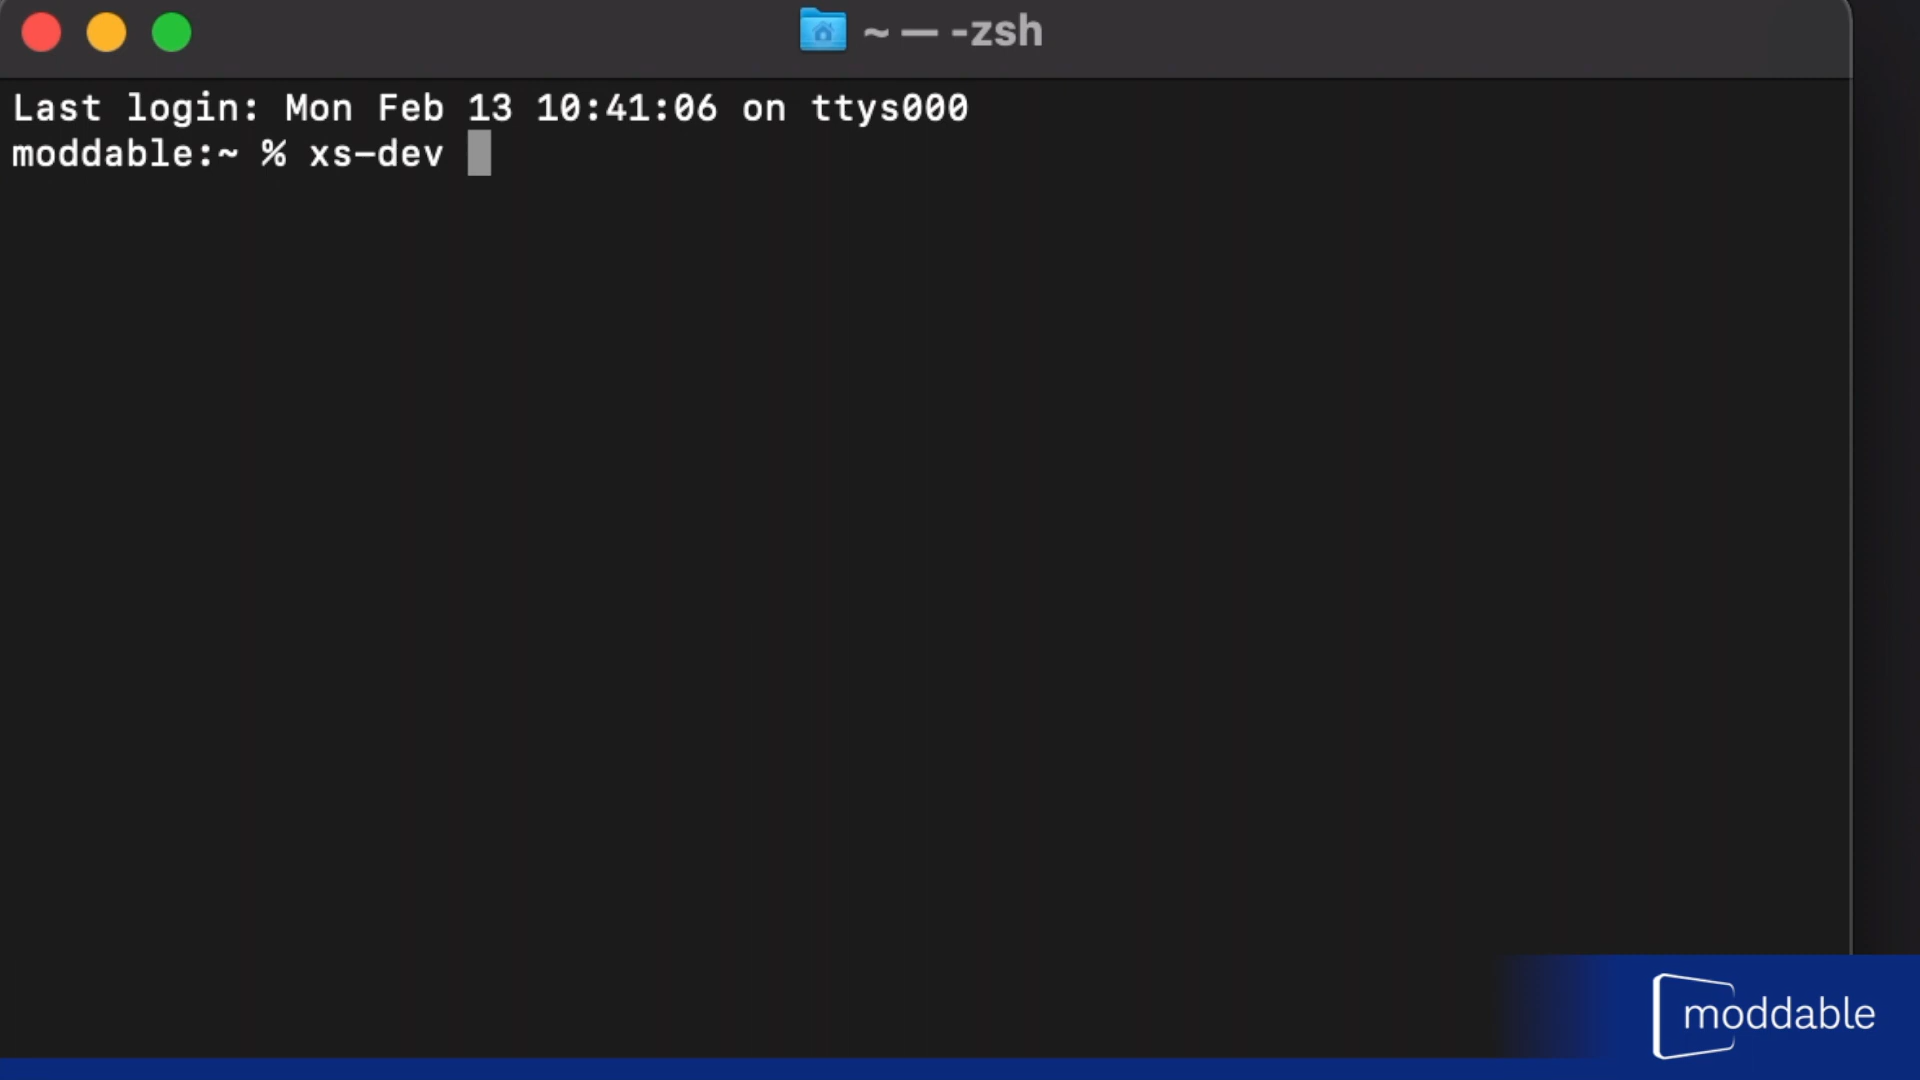 ~ — -zsh
Last login: Mon Feb 13 10:41:06 on ttys000
moddable:~ % xs-dev
moddable